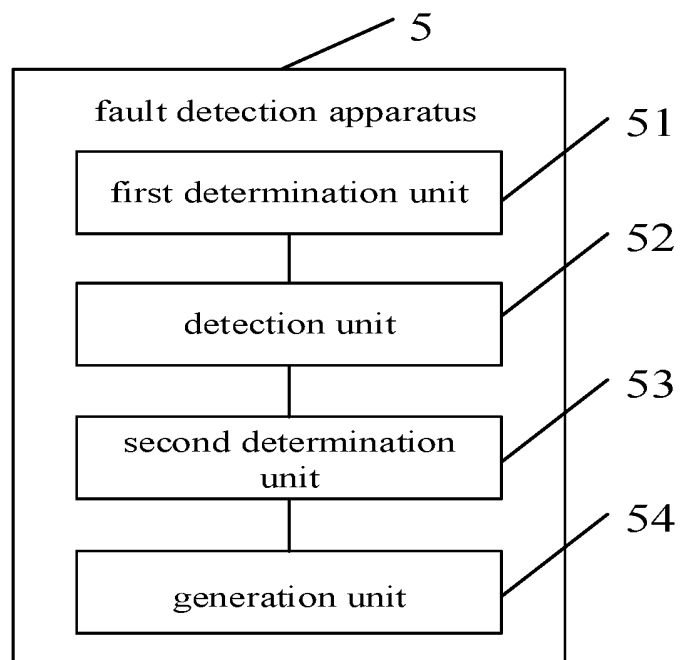 5
fault detection apparatus
51
first determination unit
52
detection unit
53
second determination
unit
54
generation unit